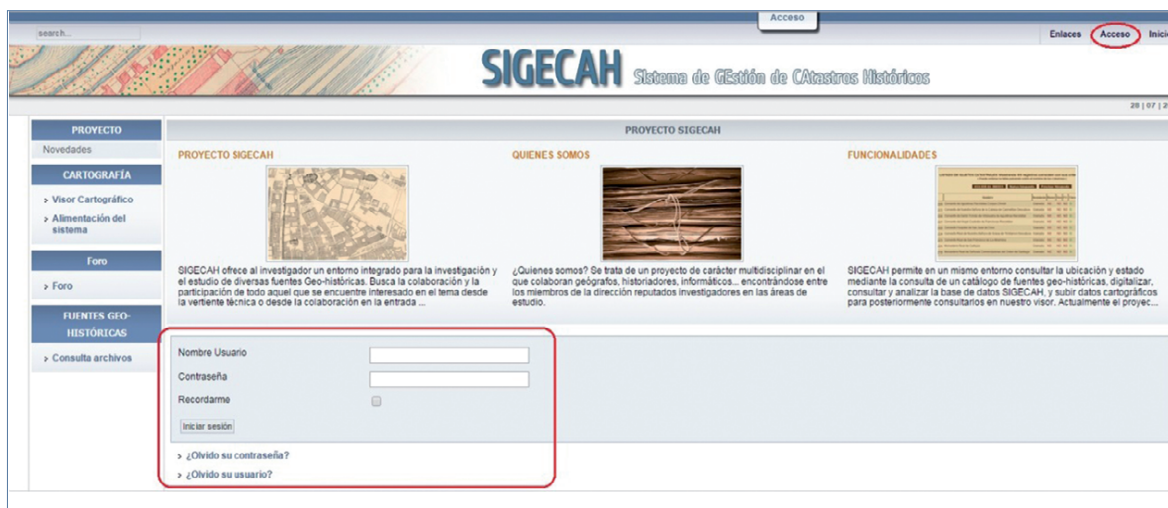 Acceso
search...
Enlaces Acceso Inici
SIGECAH Sistema de GEstión de CAtastros Históricos
28 | 07 | 2
PROYECTO
Novedades
CARTOGRAFÍA
› Visor Cartográfico
› Alimentación del
sistema
Foro
› Foro
FUENTES GEO-
HISTÓRICAS
› Consulta archivos
PROYECTO SIGECAH
PROYECTO SIGECAH
SIGECAH ofrece al investigador un entorno integrado para la investigación y
el estudio de diversas fuentes Geo-históricas. Busca la colaboración y la
participación de todo aquel que se encuentre interesado en el tema desde
la vertiente técnica o desde la colaboración en la entrada ...
QUIENES SOMOS
¿Quienes somos? Se trata de un proyecto de carácter multidisciplinar en el
que colaboran geógrafos, historiadores, informáticos... encontrándose entre
los miembros de la dirección reputados investigadores en las áreas de
estudio.
FUNCIONALIDADES
SIGECAH permite en un mismo entorno consultar la ubicación y estado
mediante la consulta de un catálogo de fuentes geo-históricas, digitalizar,
consultar y analizar la base de datos SIGECAH, y subir datos cartográficos
para posteriormente consultarlos en nuestro visor. Actualmente el proyec...
Nombre Usuario
Contraseña
Recordarme
Iniciar sesión
› ¿Olvido su contraseña?
› ¿Olvido su usuario?